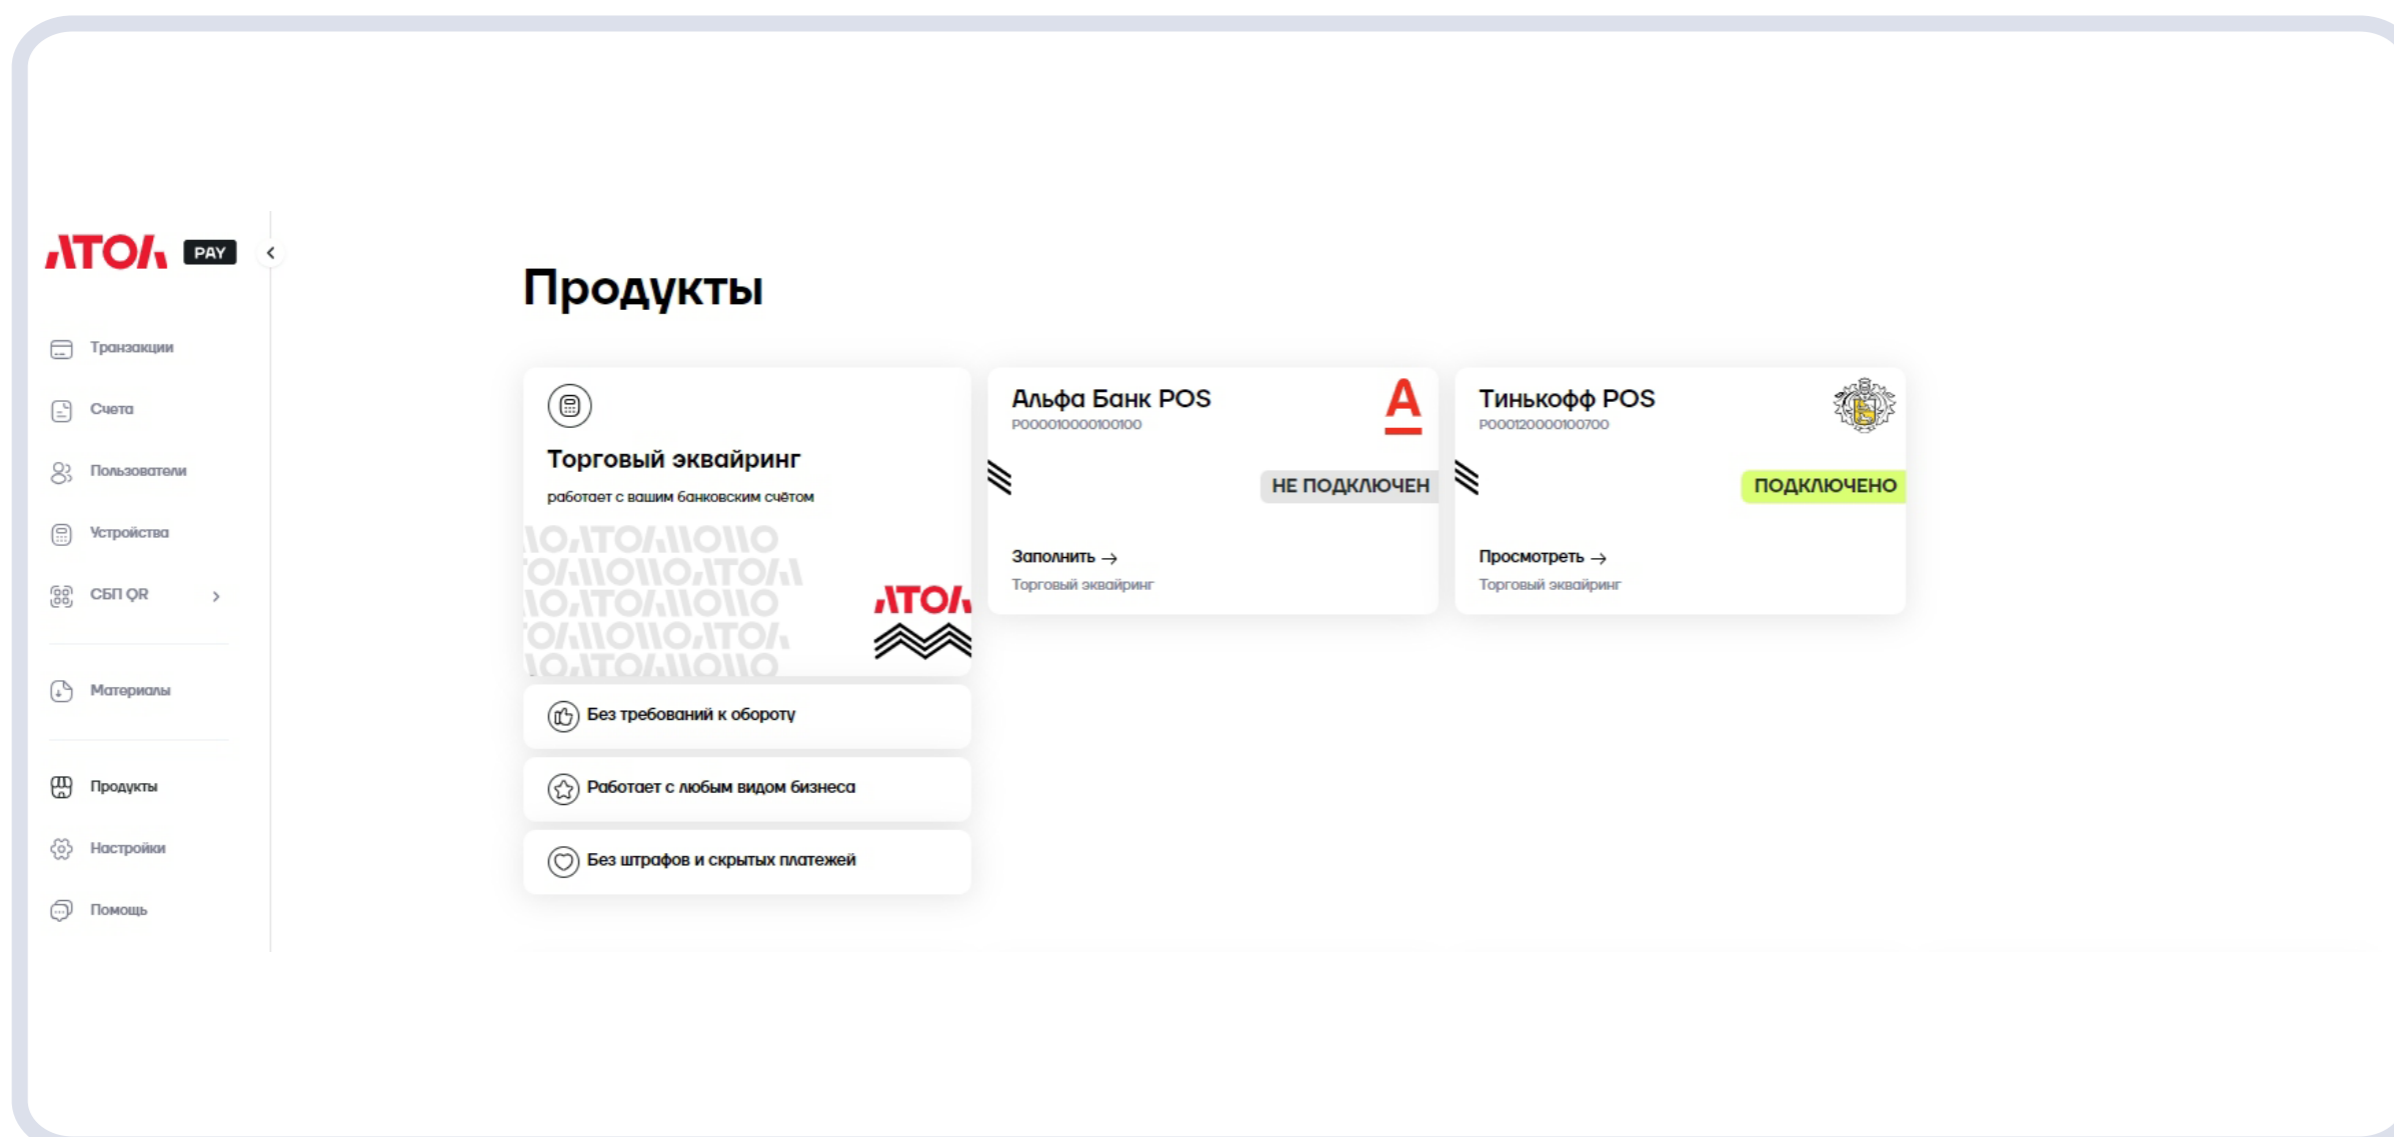 АТОЛ PAY
Транзакции
Счета
Пользователи
Устройства
СБП QR
Материалы
Продукты
Настройки
Помощь
Продукты
Торговый эквайринг
работает с вашим банковским счётом
АТОЛ
Без требований к обороту
Работает с любым видом бизнеса
Без штрафов и скрытых платежей
Альфа Банк POS
P000010000100100
А
НЕ ПОДКЛЮЧЕН
Заполнить →
Торговый эквайринг
Тинькофф POS
P000120000100700
ПОДКЛЮЧЕНО
Просмотреть →
Торговый эквайринг